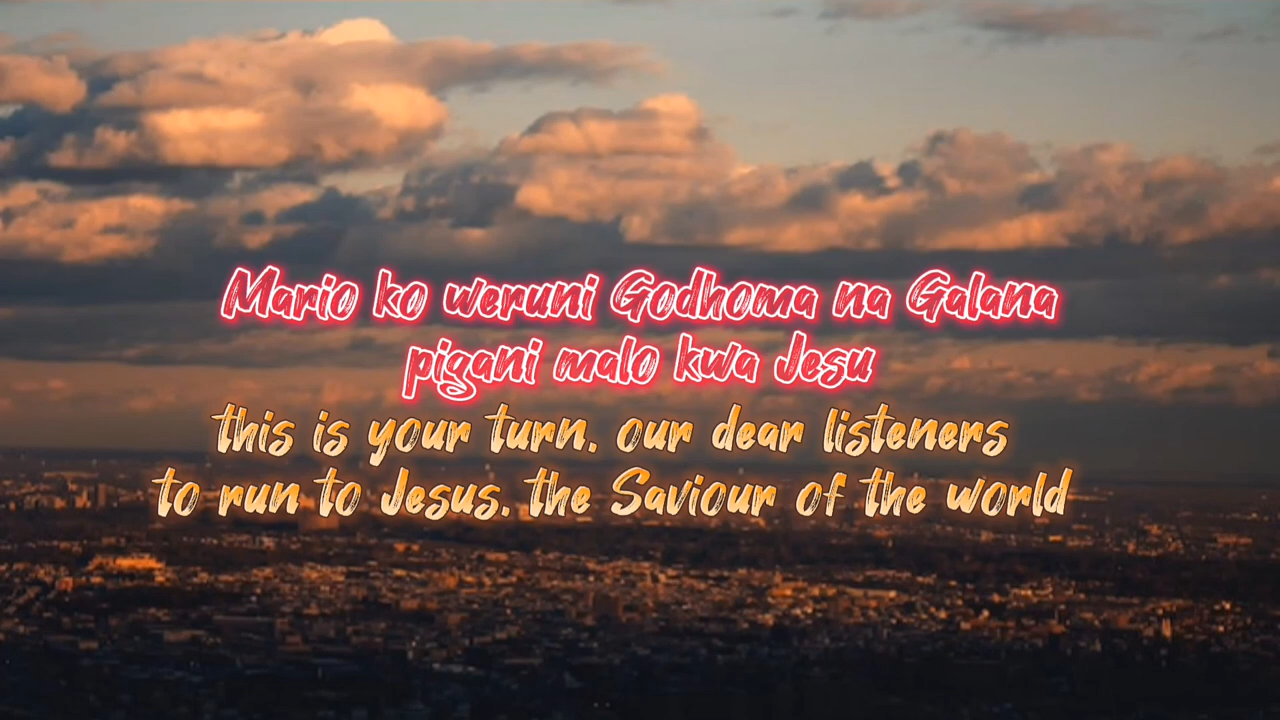 Mario ko weruni Godhoma na Galana
pigani malo kwa Jesu
this is your turn, our dear listeners
to run to Jesus, the Saviour of the world